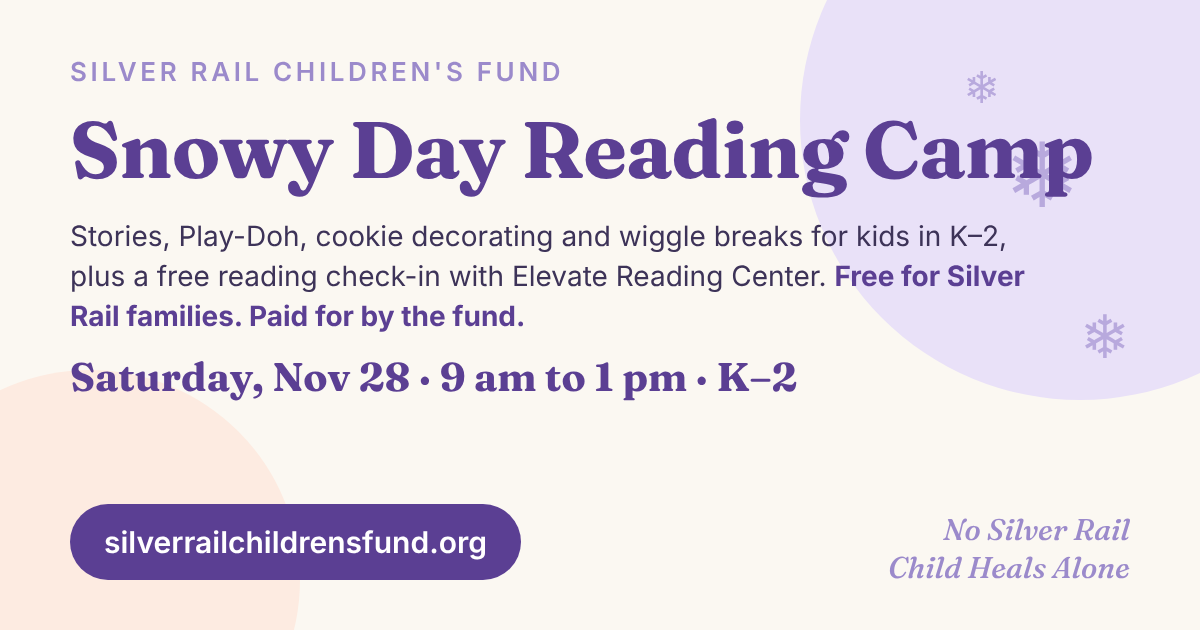 SILVER RAIL CHILDREN'S FUND
Snowy Day Reading Camp
Stories, Play-Doh, cookie decorating and wiggle breaks for kids in K–2,
plus a free reading check-in with Elevate Reading Center. Free for Silver
Rail families. Paid for by the fund.
Saturday, Nov 28 · 9 am to 1 pm · K–2
silverrailchildrensfund.org
No Silver Rail
Child Heals Alone